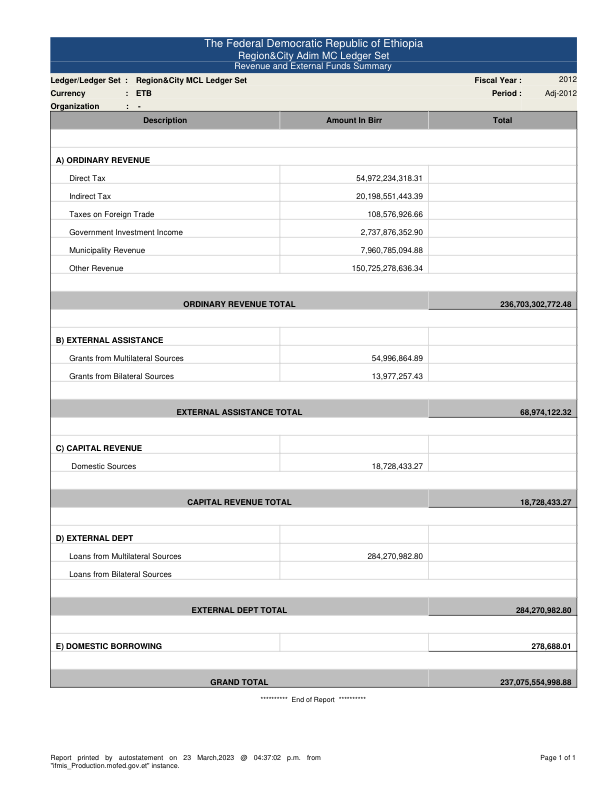 The Federal Democratic Republic of Ethiopia
Region&City Adim MC Ledger Set
Revenue and External Funds Summary
Ledger/Ledger Set : Region&City MCL Ledger Set Fiscal Year : 2012
Currency : ETB Period : Adj-2012
Organization : -
Description Amount In Birr Total
A) ORDINARY REVENUE
Direct Tax 54,972,234,318.31
Indirect Tax 20,198,551,443.39
Taxes on Foreign Trade 108,576,926.66
Government Investment Income 2,737,876,352.90
Municipality Revenue 7,960,785,094.88
Other Revenue 150,725,278,636.34
ORDINARY REVENUE TOTAL 236,703,302,772.48
B) EXTERNAL ASSISTANCE
Grants from Multilateral Sources 54,996,864.89
Grants from Bilateral Sources 13,977,257.43
EXTERNAL ASSISTANCE TOTAL 68,974,122.32
C) CAPITAL REVENUE
Domestic Sources 18,728,433.27
CAPITAL REVENUE TOTAL 18,728,433.27
D) EXTERNAL DEPT
Loans from Multilateral Sources 284,270,982.80
Loans from Bilateral Sources
EXTERNAL DEPT TOTAL 284,270,982.80
E) DOMESTIC BORROWING 278,688.01
GRAND TOTAL 237,075,554,998.88
********** End of Report **********
Report printed by autostatement on 23 March,2023 @ 04:37:02 p.m. from Page 1 of 1
"Ifmis_Production.mofed.gov.et" instance.